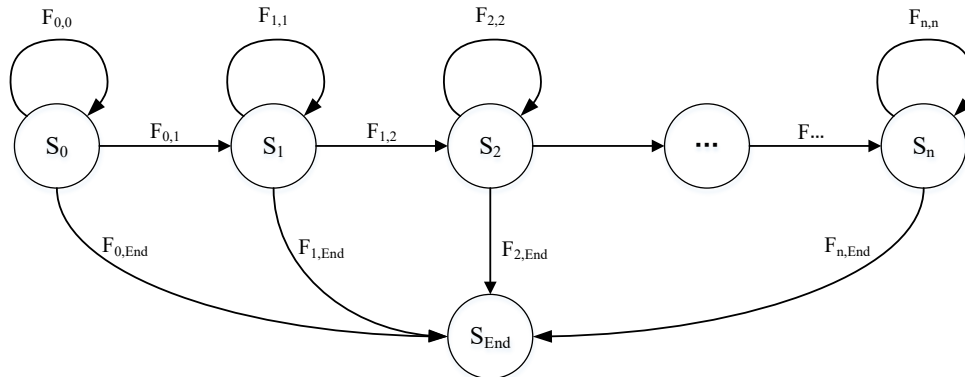 F0,0
F1,1
F2,2
Fn,n
S0
F0,1
S1
F1,2
S2
...
F...
Sn
F0,End
F1,End
F2,End
Fn,End
SEnd